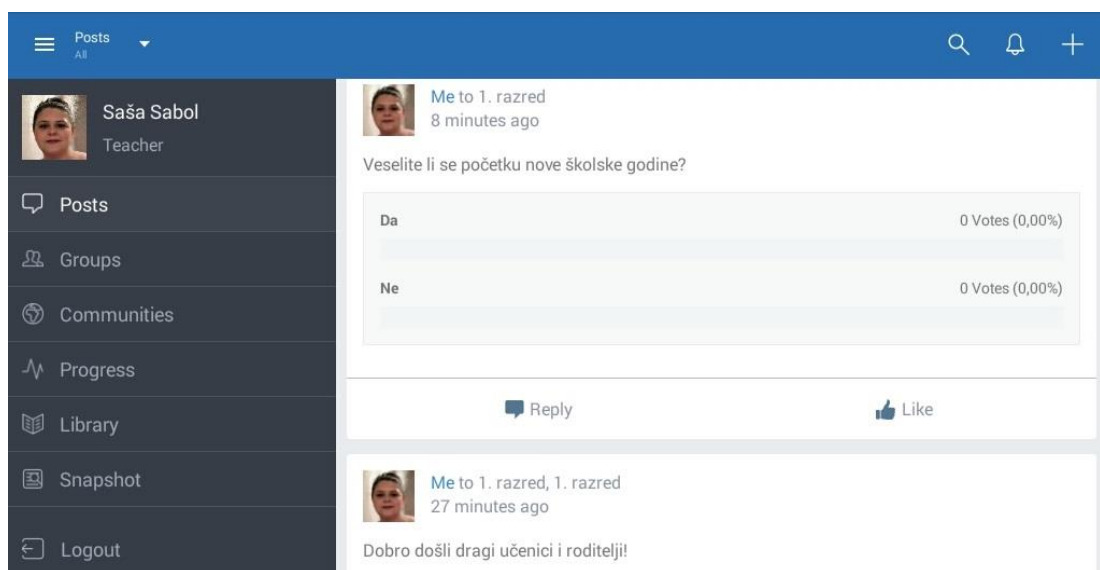 Posts
All
Saša Sabol
Teacher
Posts
Groups
Communities
Progress
Library
Snapshot
Logout
Me to 1. razred
8 minutes ago
Veselite li se početku nove školske godine?
Da 0 Votes (0,00%)
Ne 0 Votes (0,00%)
Reply Like
Me to 1. razred, 1. razred
27 minutes ago
Dobro došli dragi učenici i roditelji!